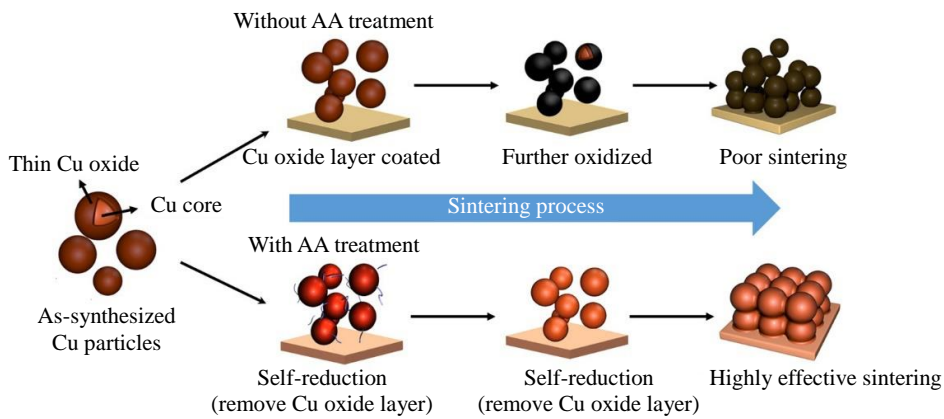 Without AA treatment
Cu oxide layer coated
Further oxidized
Poor sintering
Thin Cu oxide
Cu core
Sintering process
With AA treatment
As-synthesized
Cu particles
Self-reduction
(remove Cu oxide layer)
Self-reduction
(remove Cu oxide layer)
Highly effective sintering